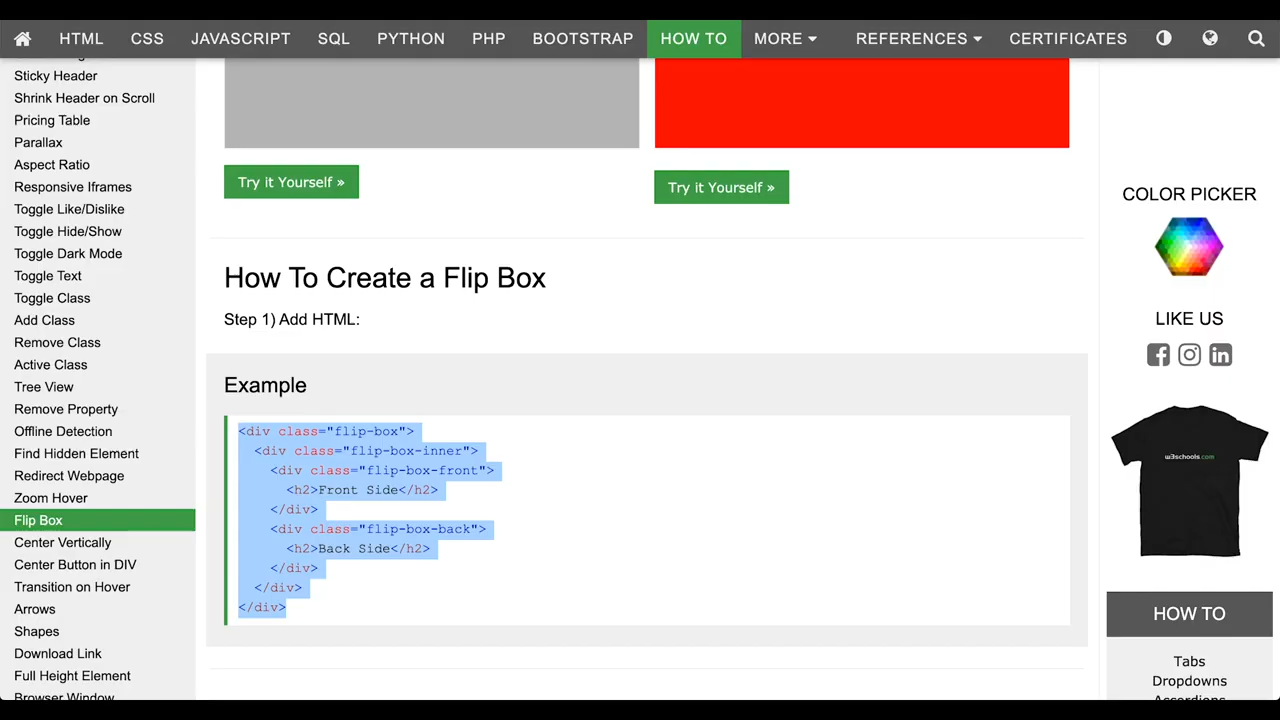 HTML CSS JAVASCRIPT SQL PYTHON PHP BOOTSTRAP HOW TO MORE REFERENCES CERTIFICATES
Sticky Header
Shrink Header on Scroll
Pricing Table
Parallax
Aspect Ratio
Responsive Iframes
Toggle Like/Dislike
Toggle Hide/Show
Toggle Dark Mode
Toggle Text
Toggle Class
Add Class
Remove Class
Active Class
Tree View
Remove Property
Offline Detection
Find Hidden Element
Redirect Webpage
Zoom Hover
Flip Box
Center Vertically
Center Button in DIV
Transition on Hover
Arrows
Shapes
Download Link
Full Height Element
Browser Window
Try it Yourself »
Try it Yourself »
How To Create a Flip Box
Step 1) Add HTML:
Example
<div class="flip-box">
<div class="flip-box-inner">
<div class="flip-box-front">
<h2>Front Side</h2>
</div>
<div class="flip-box-back">
<h2>Back Side</h2>
</div>
</div>
</div>
COLOR PICKER
LIKE US
w3schools.com
HOW TO
Tabs
Dropdowns
Accordions